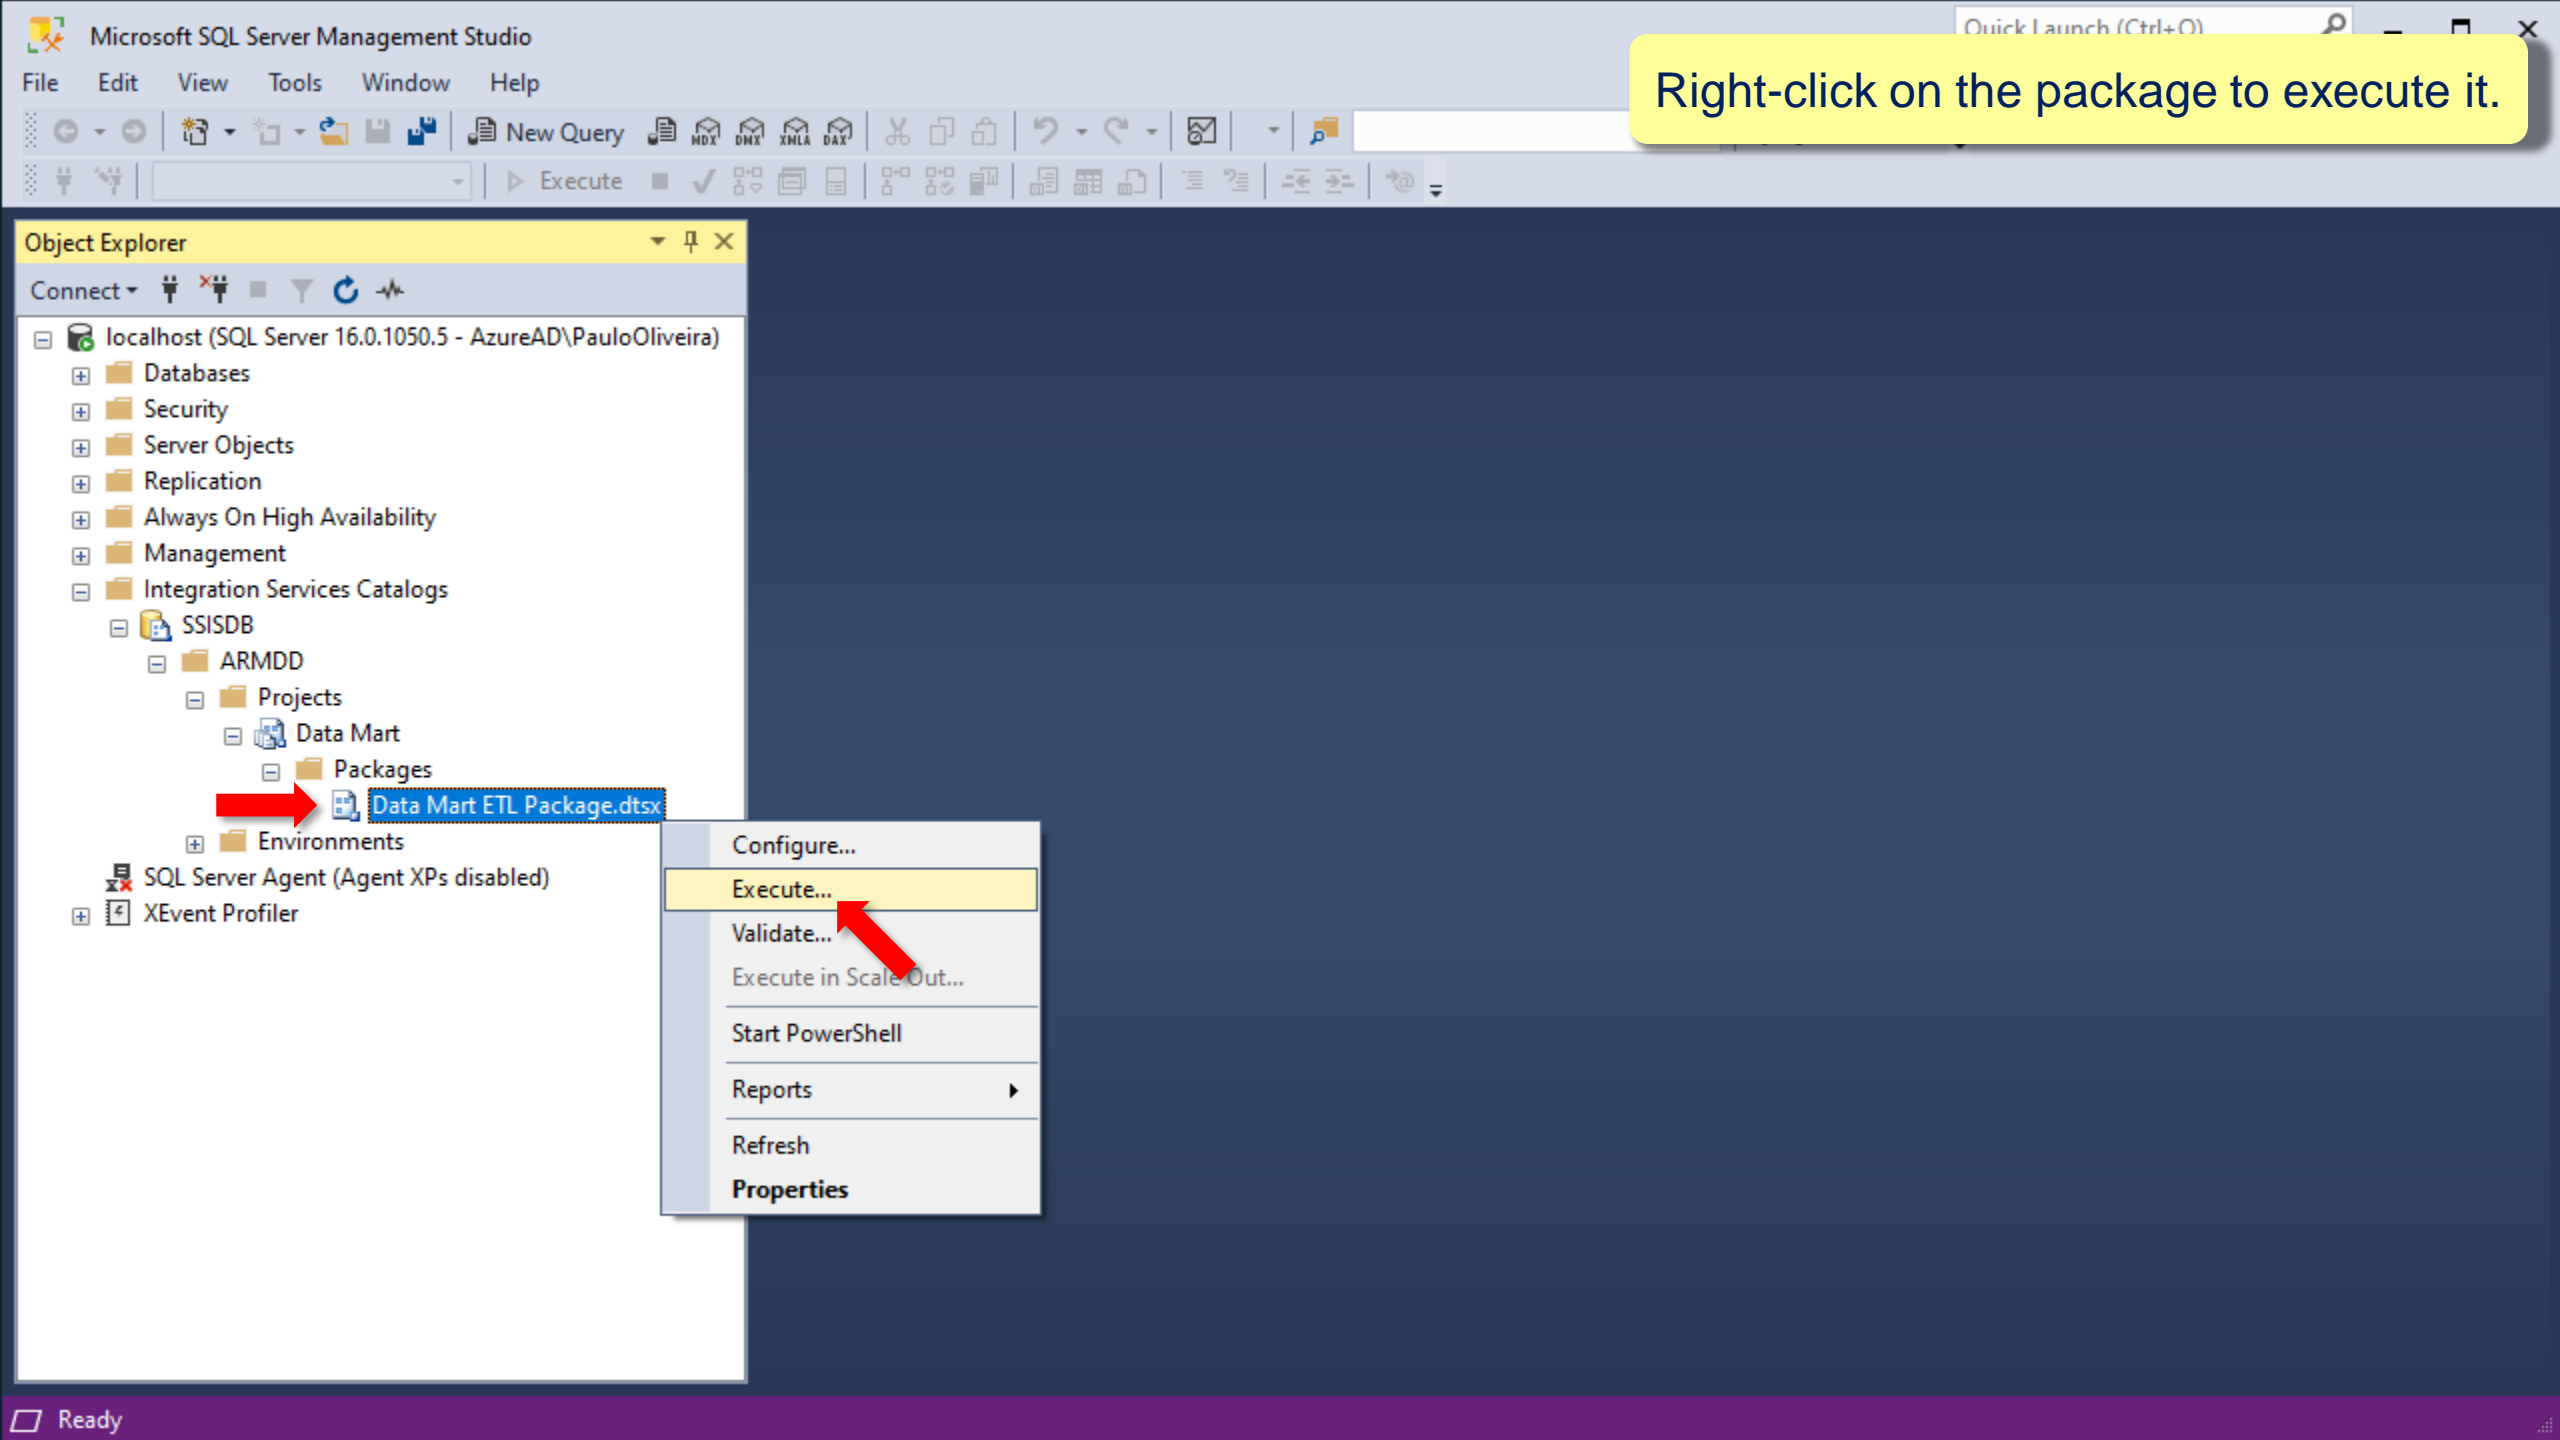 Microsoft SQL Server Management Studio
Quick Launch (Ctrl+Q)
File Edit View Tools Window Help
Right-click on the package to execute it.
New Query MDX DMX XMLA DAX
Execute
Object Explorer
Connect
localhost (SQL Server 16.0.1050.5 - AzureAD\PauloOliveira)
Databases
Security
Server Objects
Replication
Always On High Availability
Management
Integration Services Catalogs
SSISDB
ARMDD
Projects
Data Mart
Packages
Data Mart ETL Package.dtsx
Environments
SQL Server Agent (Agent XPs disabled)
XEvent Profiler
Configure...
Execute...
Validate...
Execute in Scale Out...
Start PowerShell
Reports
Refresh
Properties
Ready